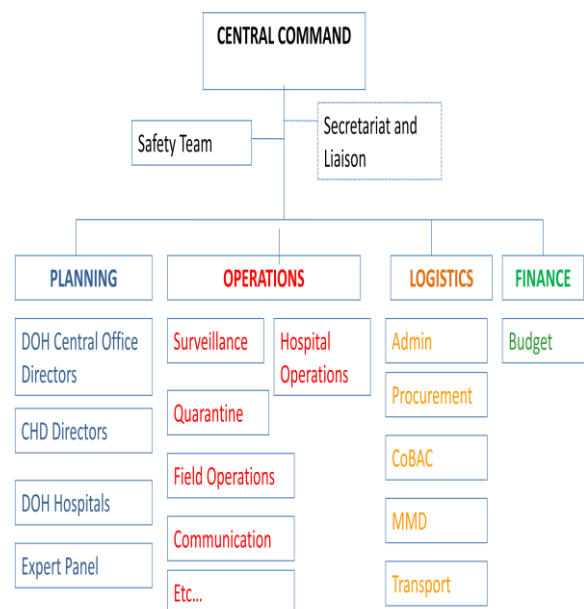 CENTRAL COMMAND
Safety Team
Secretariat and
Liaison
PLANNING
OPERATIONS
LOGISTICS
FINANCE
DOH Central Office
Directors
CHD Directors
DOH Hospitals
Expert Panel
Surveillance
Quarantine
Field Operations
Communication
Etc...
Hospital
Operations
Admin
Procurement
CoBAC
MMD
Transport
Budget